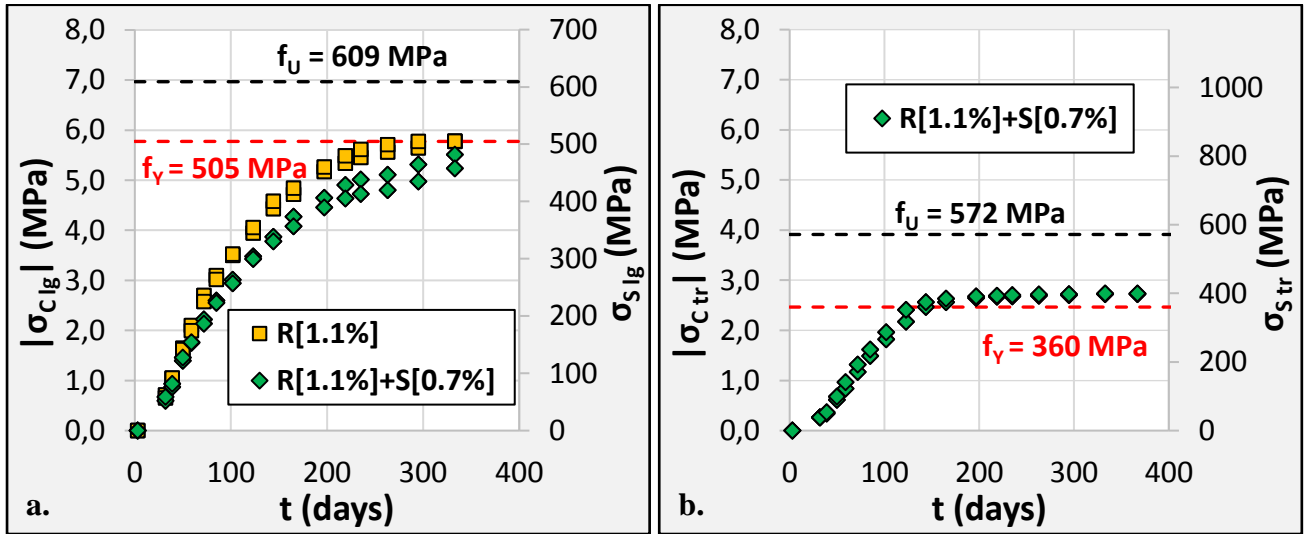 8,0
7,0
6,0
5,0
4,0
3,0
2,0
1,0
0,0
|σC lg| (MPa)
700
600
500
400
300
200
100
0
σS lg (MPa)
fU = 609 MPa
fY = 505 MPa
R[1.1%]
R[1.1%]+S[0.7%]
0 100 200 300 400
t (days)
a.
8,0
7,0
6,0
5,0
4,0
3,0
2,0
1,0
0,0
|σC tr| (MPa)
1000
800
600
400
200
0
σS tr (MPa)
R[1.1%]+S[0.7%]
fU = 572 MPa
fY = 360 MPa
0 100 200 300 400
t (days)
b.